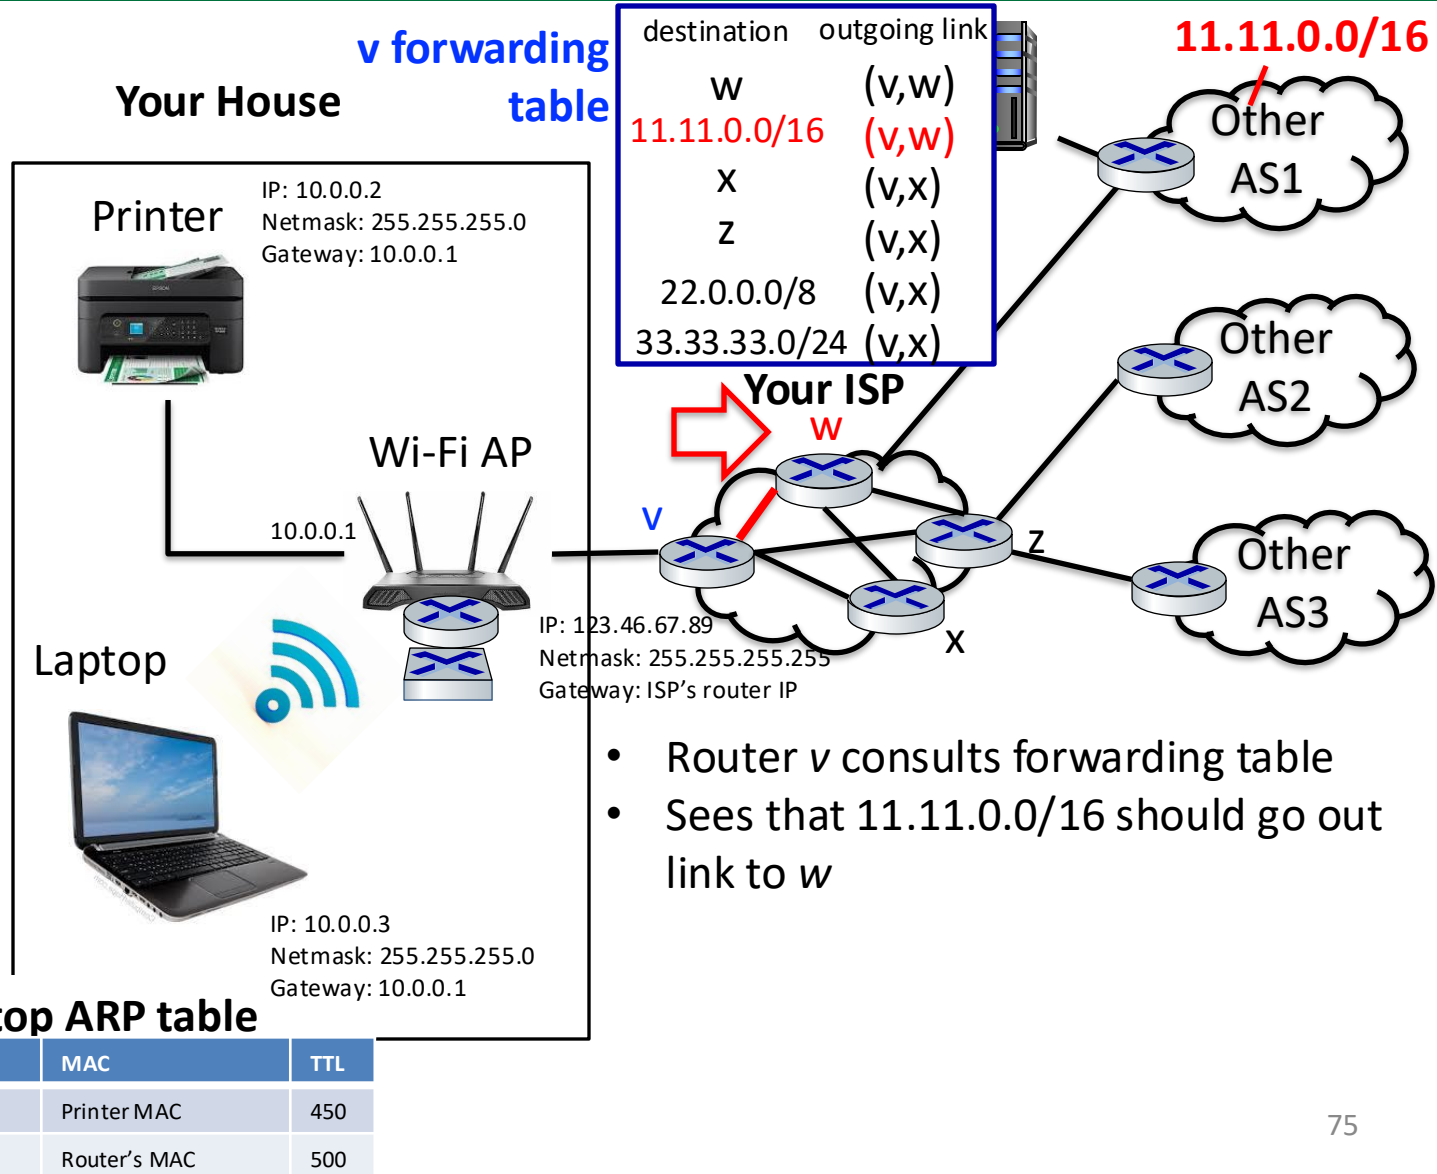 v forwarding
table
destination outgoing link
w (v,w)
11.11.0.0/16 (v,w)
x (v,x)
z (v,x)
22.0.0.0/8 (v,x)
33.33.33.0/24 (v,x)
11.11.0.0/16
Your House
Printer
IP: 10.0.0.2
Netmask: 255.255.255.0
Gateway: 10.0.0.1
Other
AS1
Other
AS2
Other
AS3
Your ISP
w
v
z
x
Wi-Fi AP
10.0.0.1
IP: 123.46.67.89
Netmask: 255.255.255.255
Gateway: ISP's router IP
Laptop
IP: 10.0.0.3
Netmask: 255.255.255.0
Gateway: 10.0.0.1
• Router v consults forwarding table
• Sees that 11.11.0.0/16 should go out
link to w
top ARP table
MAC TTL
Printer MAC 450
Router's MAC 500
75